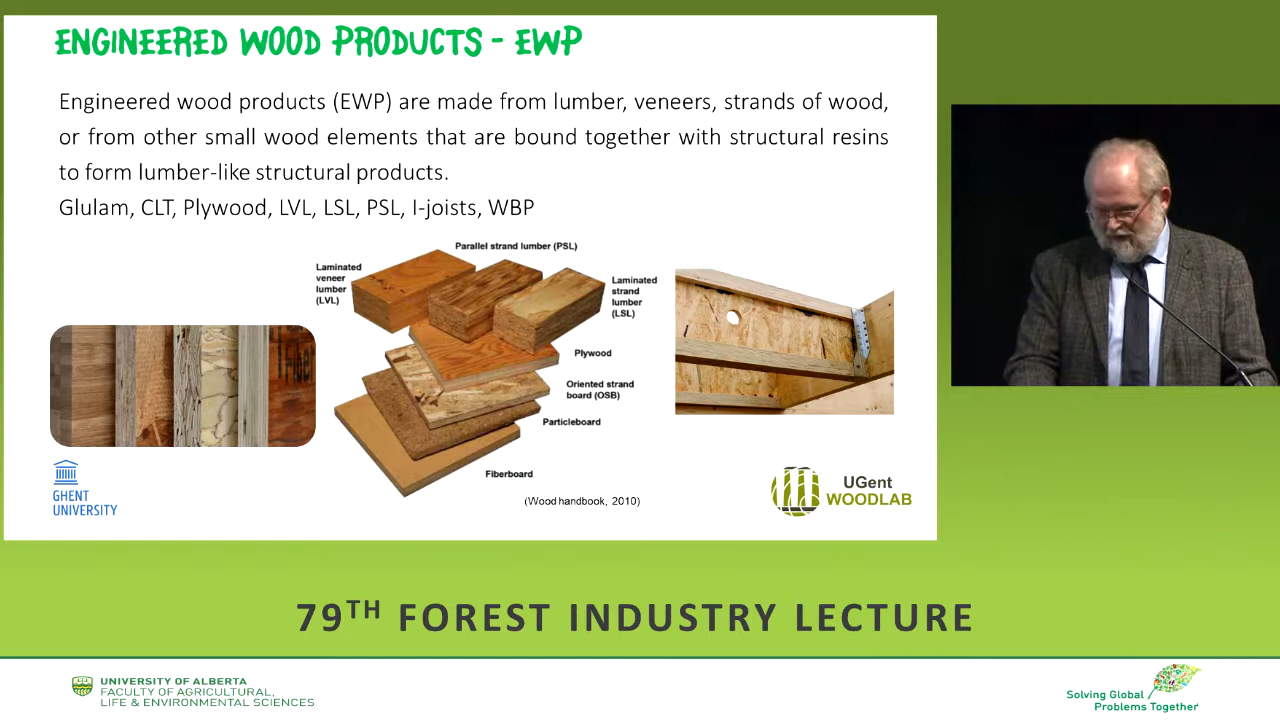 ENGINEERED WOOD PRODUCTS - EWP
Engineered wood products (EWP) are made from lumber, veneers, strands of wood,
or from other small wood elements that are bound together with structural resins
to form lumber-like structural products.
Glulam, CLT, Plywood, LVL, LSL, PSL, I-joists, WBP
Parallel strand lumber (PSL)
Laminated
veneer
lumber
(LVL)
Laminated
strand
lumber
(LSL)
Plywood
Oriented strand
board (OSB)
Particleboard
Fiberboard
(Wood handbook, 2010)
GHENT
UNIVERSITY
UGent
WOODLAB
79TH FOREST INDUSTRY LECTURE
UNIVERSITY OF ALBERTA
FACULTY OF AGRICULTURAL,
LIFE & ENVIRONMENTAL SCIENCES
Solving Global
Problems Together